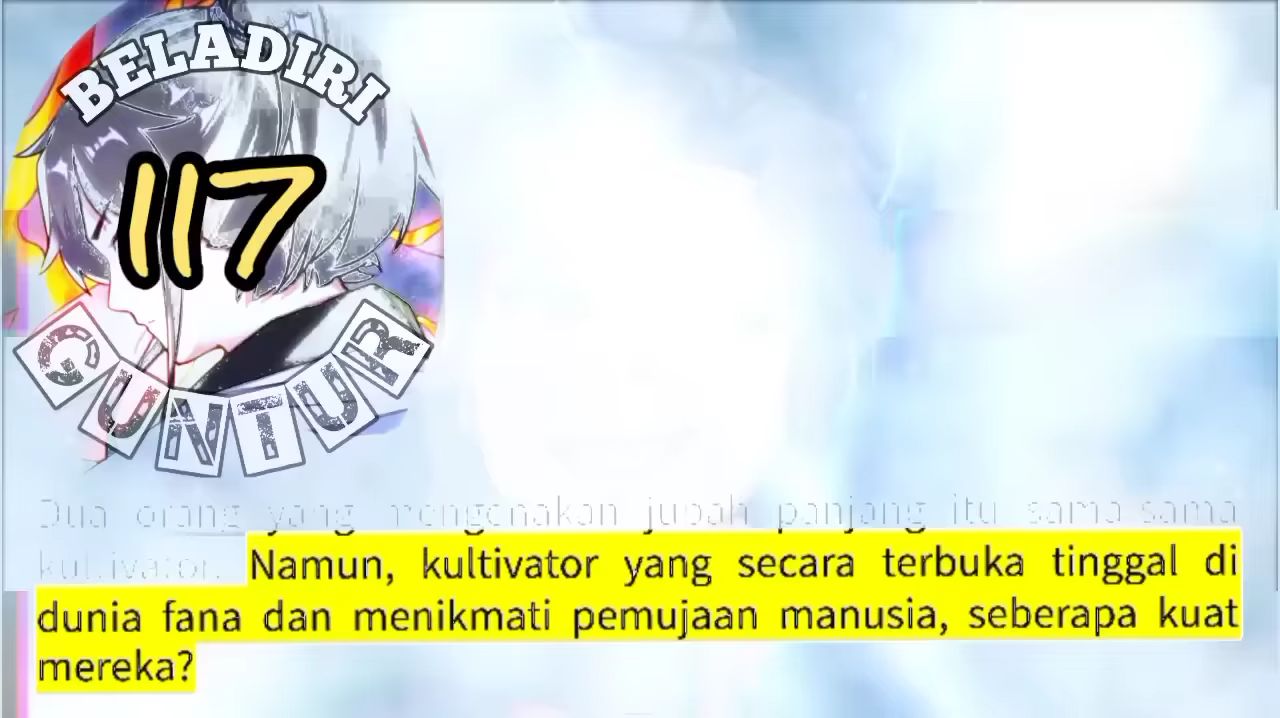 BELADIRI
117
GUNTUR
Dua orang yang mengenakan jubah panjang itu sama-sama
kultivator. Namun, kultivator yang secara terbuka tinggal di
dunia fana dan menikmati pemujaan manusia, seberapa kuat
mereka?